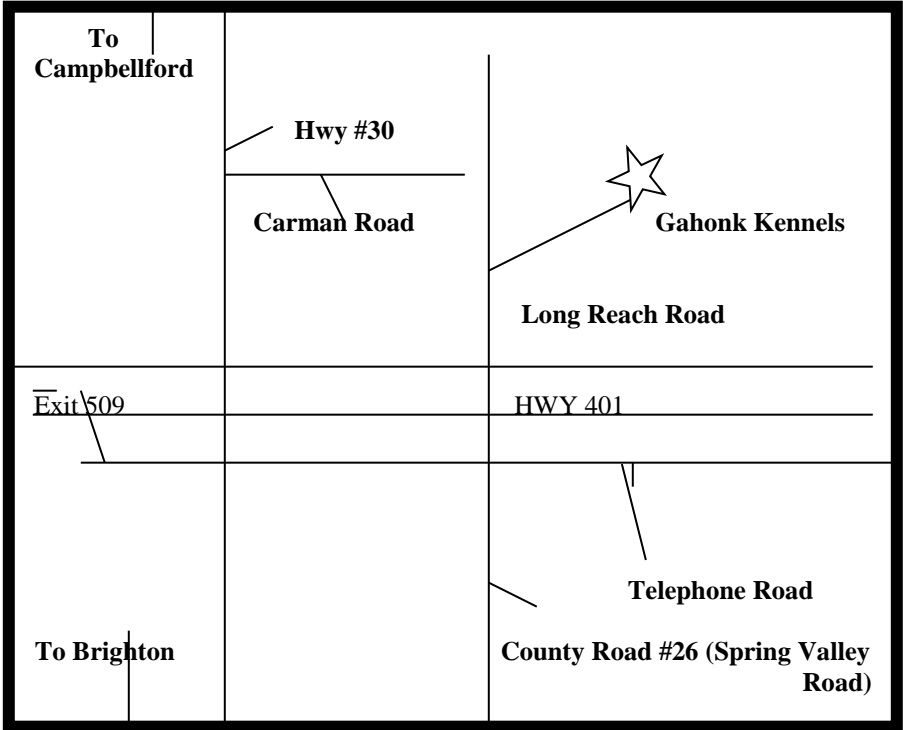 To
Campbellford
Hwy #30
Carman Road
Gahonk Kennels
Long Reach Road
Exit 509
HWY 401
Telephone Road
To Brighton
County Road #26 (Spring Valley
Road)